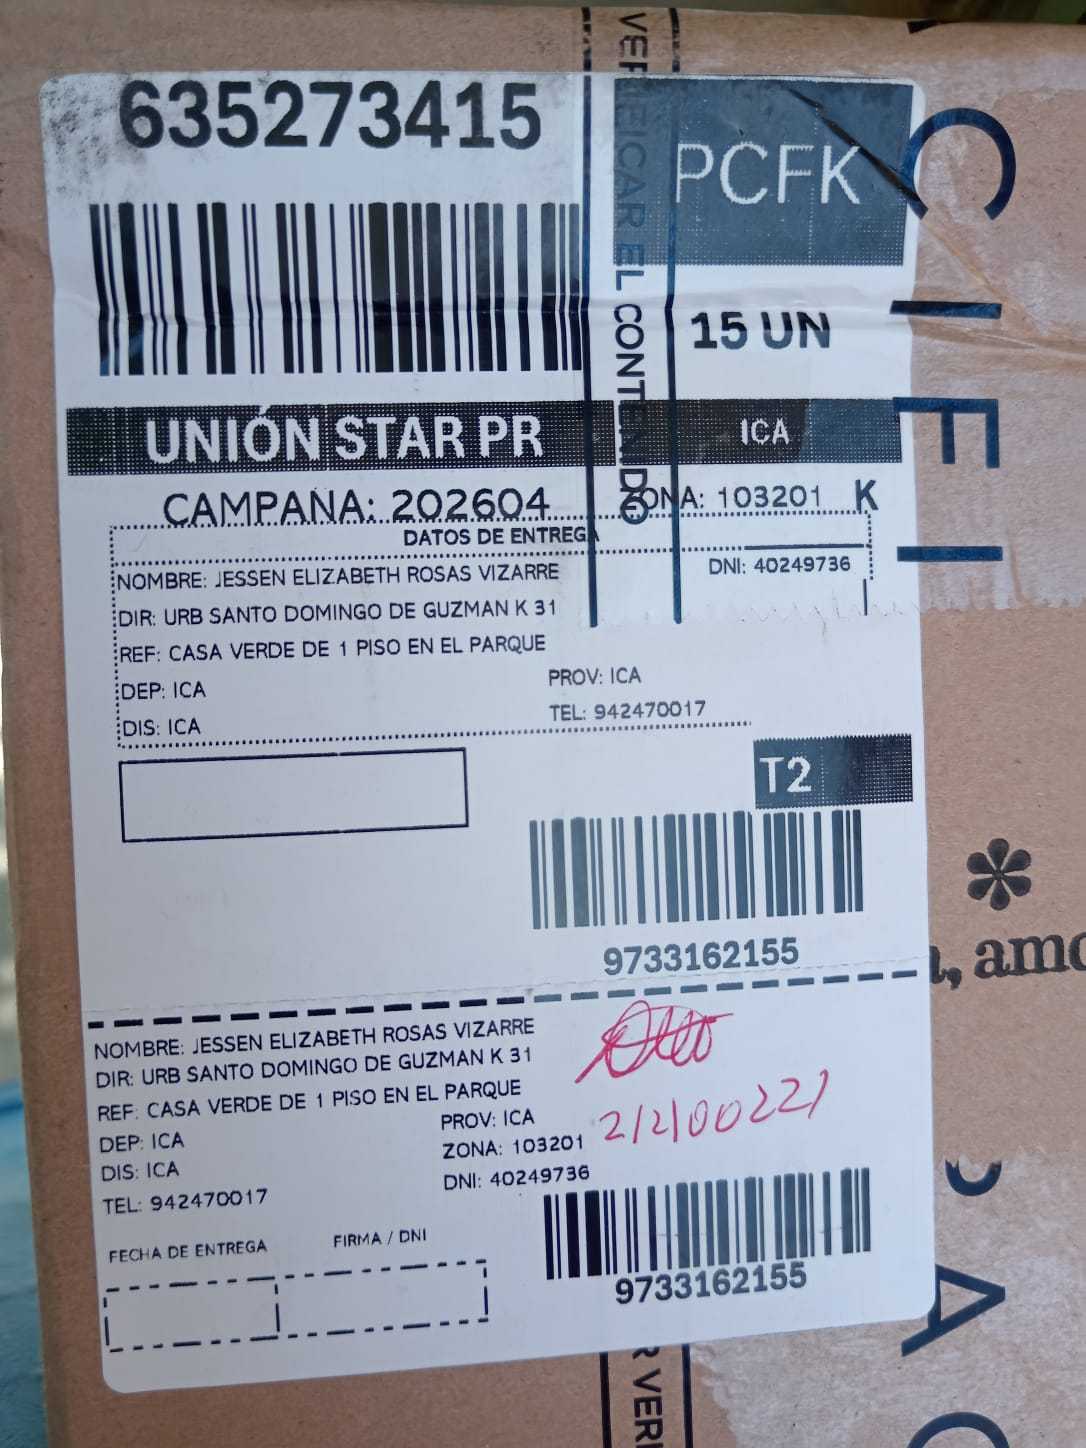 635273415
PCFK
15 UN
UNIÓN STAR PR
ICA
CAMPAÑA: 202604
ZONA: 103201 K
DATOS DE ENTREGA
NOMBRE: JESSEN ELIZABETH ROSAS VIZARRE
DNI: 40249736
DIR: URB SANTO DOMINGO DE GUZMAN K 31
REF: CASA VERDE DE 1 PISO EN EL PARQUE
DEP: ICA
PROV: ICA
DIS: ICA
TEL: 942470017
T2
9733162155
NOMBRE: JESSEN ELIZABETH ROSAS VIZARRE
DIR: URB SANTO DOMINGO DE GUZMAN K 31
REF: CASA VERDE DE 1 PISO EN EL PARQUE
DEP: ICA
PROV: ICA
DIS: ICA
ZONA: 103201
TEL: 942470017
DNI: 40249736
FECHA DE ENTREGA
FIRMA / DNI
9733162155
VERIFICAR EL CONTENIDO